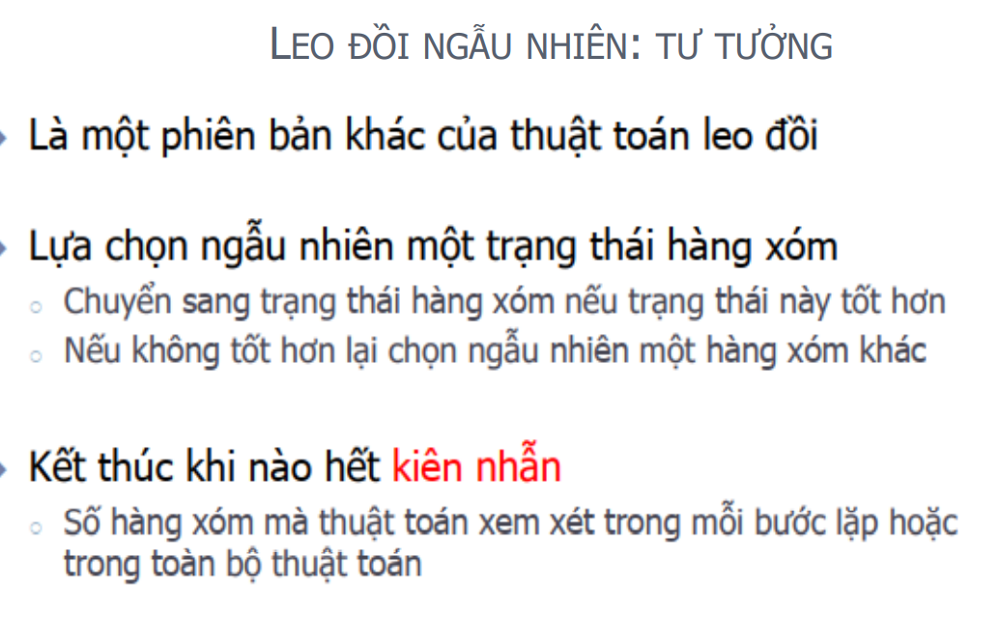 LEO ĐỒI NGẪU NHIÊN: TƯ TƯỞNG
Là một phiên bản khác của thuật toán leo đồi
Lựa chọn ngẫu nhiên một trạng thái hàng xóm
Chuyển sang trạng thái hàng xóm nếu trạng thái này tốt hơn
Nếu không tốt hơn lại chọn ngẫu nhiên một hàng xóm khác
Kết thúc khi nào hết kiên nhẫn
Số hàng xóm mà thuật toán xem xét trong mỗi bước lặp hoặc
trong toàn bộ thuật toán